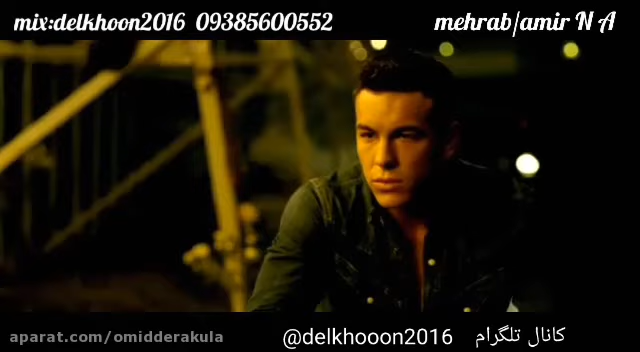 mix:delkhoon2016 09385600552
mehrab/amir N A
aparat.com/omidderakula
@delkhooon2016 کانال تلگرام